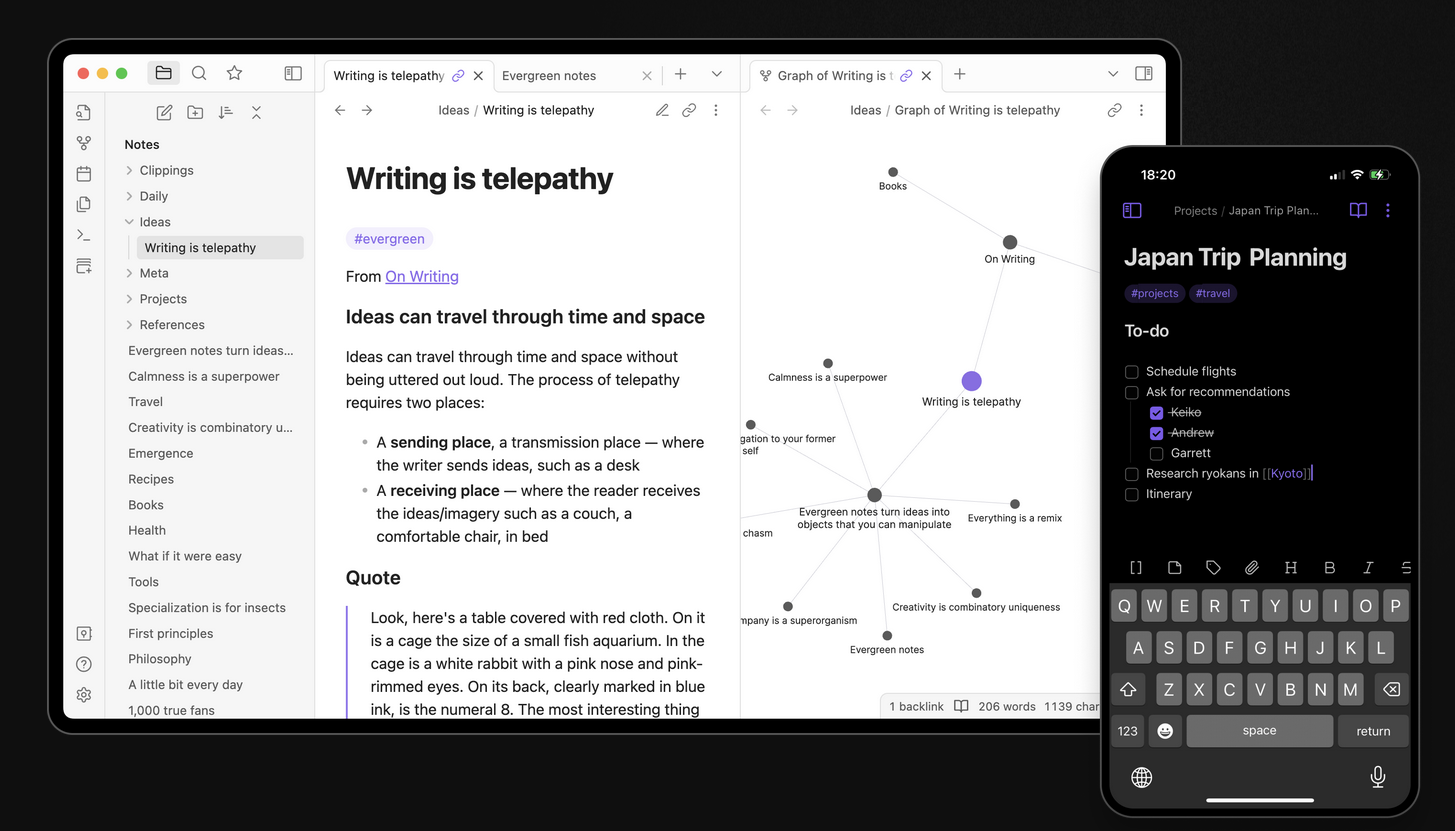 Writing is telepathy
Evergreen notes
Graph of Writing is t
Notes
Clippings
Daily
Ideas
Writing is telepathy
Meta
Projects
References
Evergreen notes turn ideas...
Calmness is a superpower
Travel
Creativity is combinatory u...
Emergence
Recipes
Books
Health
What if it were easy
Tools
Specialization is for insects
First principles
Philosophy
A little bit every day
1,000 true fans
Ideas / Writing is telepathy
Writing is telepathy
#evergreen
From On Writing
Ideas can travel through time and space
Ideas can travel through time and space without
being uttered out loud. The process of telepathy
requires two places:
• A sending place, a transmission place — where
the writer sends ideas, such as a desk
• A receiving place — where the reader receives
the ideas/imagery such as a couch, a
comfortable chair, in bed
Quote
Look, here's a table covered with red cloth. On it
is a cage the size of a small fish aquarium. In the
cage is a white rabbit with a pink nose and pink-
rimmed eyes. On its back, clearly marked in blue
ink, is the numeral 8. The most interesting thing
Ideas / Graph of Writing is telepathy
Books
On Writing
Calmness is a superpower
Writing is telepathy
gation to your former
self
Evergreen notes turn ideas into
objects that you can manipulate
Everything is a remix
chasm
Creativity is combinatory uniqueness
mpany is a superorganism
Evergreen notes
1 backlink 206 words 1139 char
18:20
Projects / Japan Trip Plan...
Japan Trip Planning
#projects #travel
To-do
Schedule flights
Ask for recommendations
Keiko
Andrew
Garrett
Research ryokans in [[Kyoto]]
Itinerary
[] H B I S
Q W E R T Y U I O P
A S D F G H J K L
Z X C V B N M
123 space return